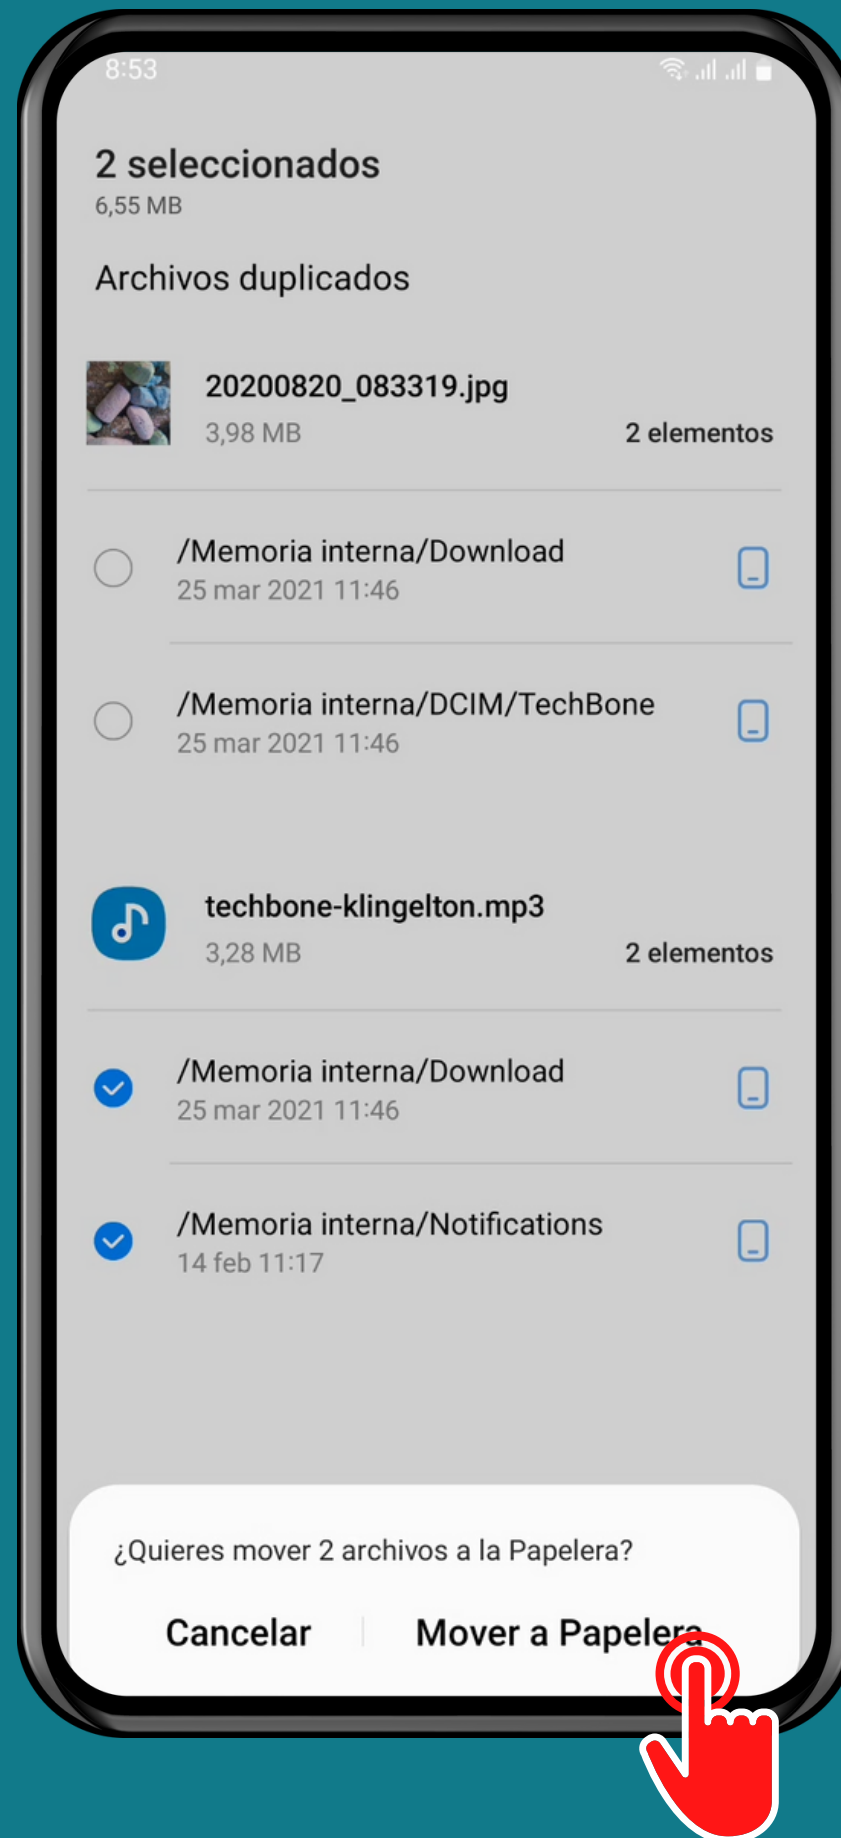 8:53
2 seleccionados
6,55 MB
Archivos duplicados
20200820_083319.jpg
3,98 MB
2 elementos
/Memoria interna/Download
25 mar 2021 11:46
/Memoria interna/DCIM/TechBone
25 mar 2021 11:46
techbone-klingelton.mp3
3,28 MB
2 elementos
/Memoria interna/Download
25 mar 2021 11:46
/Memoria interna/Notifications
14 feb 11:17
¿Quieres mover 2 archivos a la Papelera?
Cancelar
Mover a Papelera